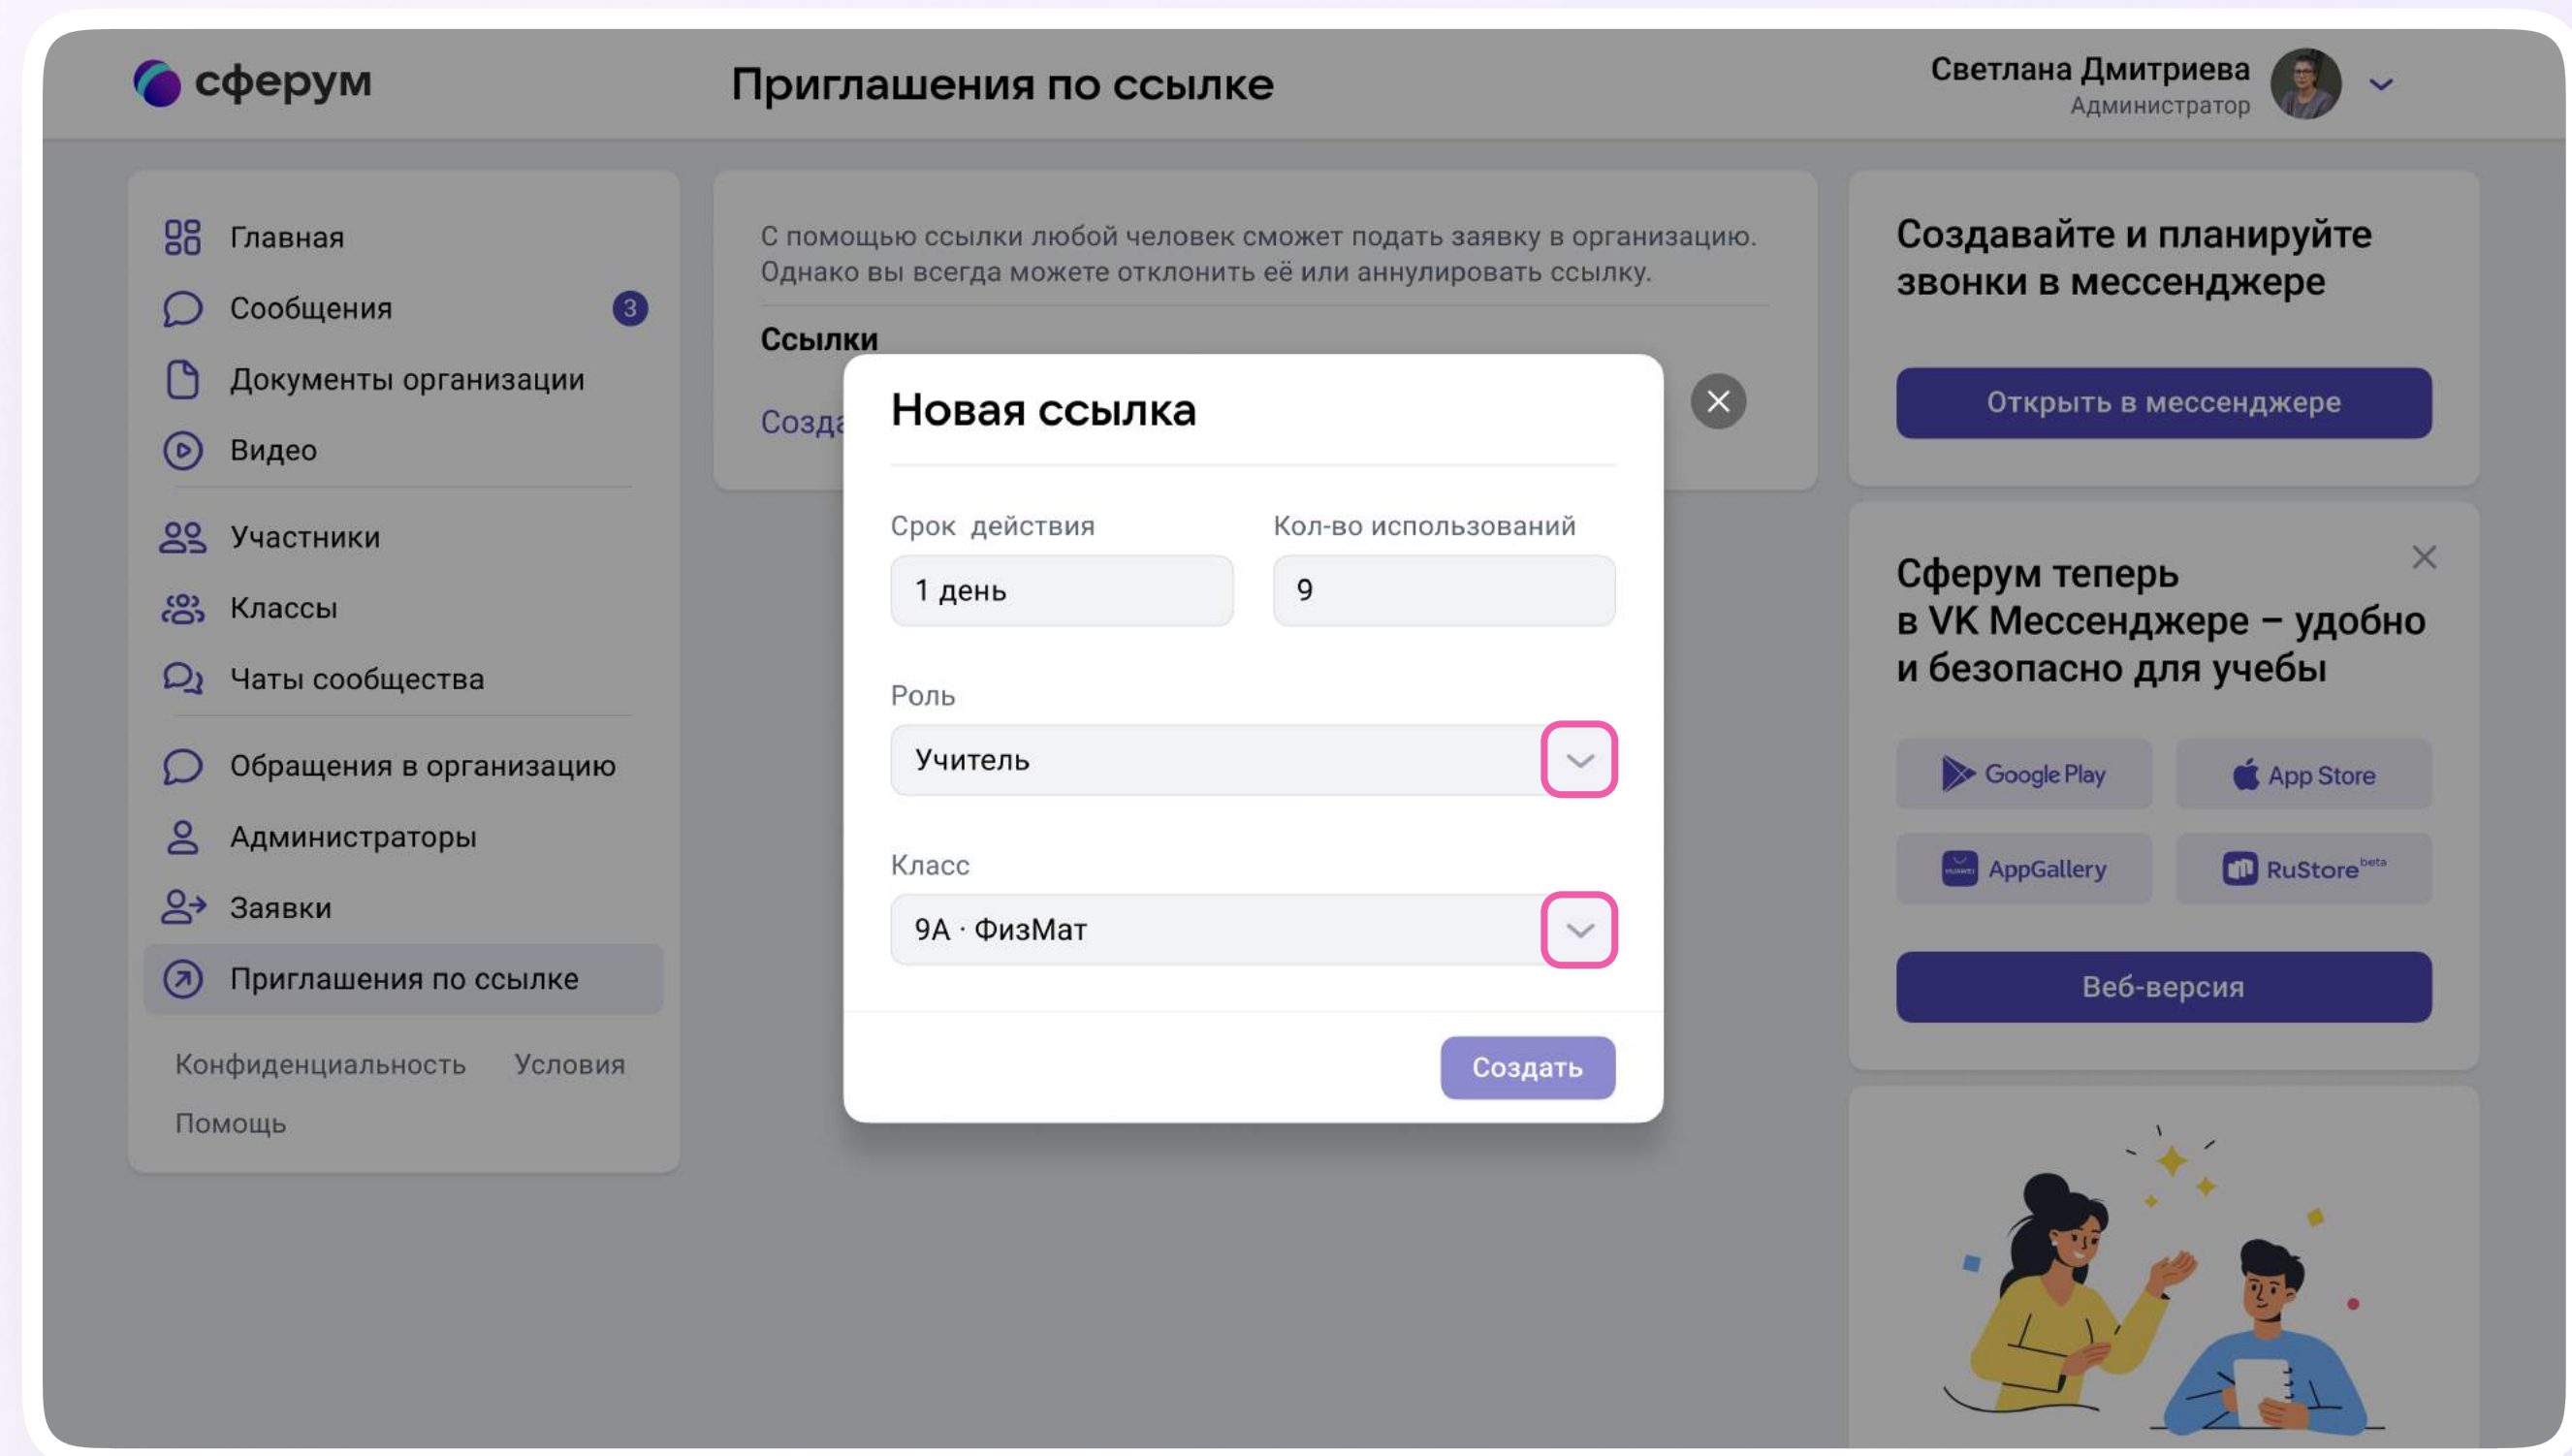 сферум
Приглашения по ссылке
Светлана Дмитриева
Администратор
Главная
Сообщения
3
Документы организации
Видео
Участники
Классы
Чаты сообщества
Обращения в организацию
Администраторы
Заявки
Приглашения по ссылке
Конфиденциальность Условия
Помощь
С помощью ссылки любой человек сможет подать заявку в организацию.
Однако вы всегда можете отклонить её или аннулировать ссылку.
Ссылки
Новая ссылка
Срок действия
Кол-во использований
1 день
9
Роль
Учитель
Класс
9А · ФизМат
Создать
Создавайте и планируйте
звонки в мессенджере
Открыть в мессенджере
Сферум теперь
в VK Мессенджере – удобно
и безопасно для учебы
Google Play
App Store
HUAWEI AppGallery
RuStore beta
Веб-версия